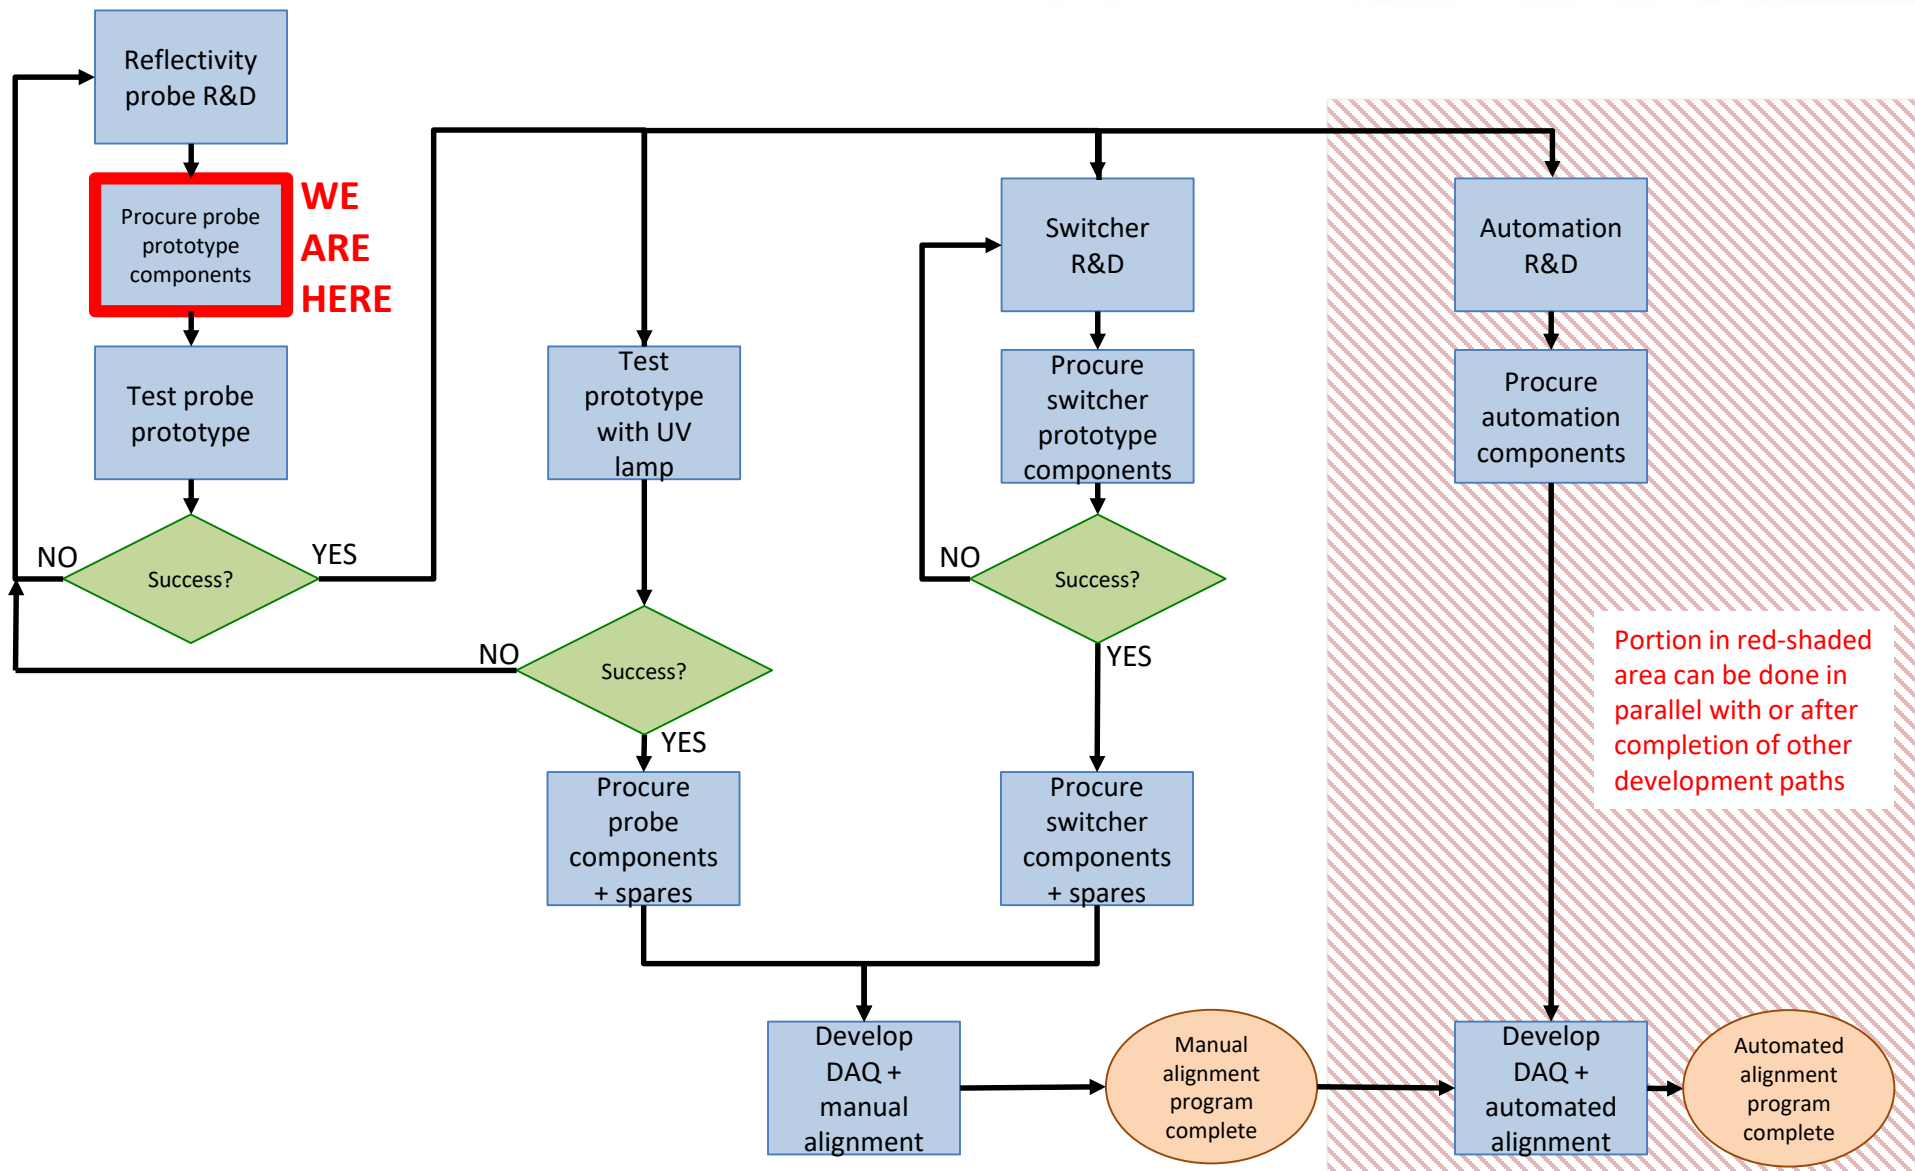 Reflectivity
probe R&D
Procure probe
prototype
components
WE
ARE
HERE
Test probe
prototype
NO
Success?
YES
Test
prototype
with UV
lamp
NO
Success?
YES
Procure
probe
components
+ spares
Switcher
R&D
Procure
switcher
prototype
components
NO
Success?
YES
Procure
switcher
components
+ spares
Develop
DAQ +
manual
alignment
Manual
alignment
program
complete
Automation
R&D
Procure
automation
components
Portion in red-shaded
area can be done in
parallel with or after
completion of other
development paths
Develop
DAQ +
automated
alignment
Automated
alignment
program
complete